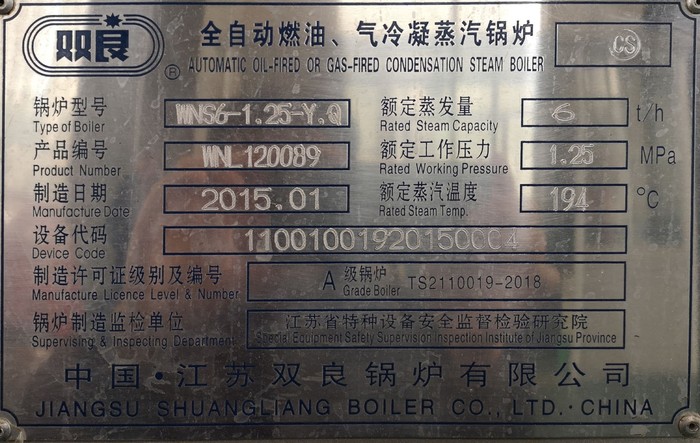 双良 ®
全自动燃油、气冷凝蒸汽锅炉
AUTOMATIC OIL-FIRED OR GAS-FIRED CONDENSATION STEAM BOILER
CS
锅炉型号 WNS6-1.25-Y.Q 额定蒸发量 6 t/h
Type of Boiler Rated Steam Capacity
产品编号 WNL120089 额定工作压力 1.25 MPa
Product Number Rated Working Pressure
制造日期 2015.01 额定蒸汽温度 194 °C
Manufacture Date Rated Steam Temp.
设备代码 11001001920150004
Device Code
制造许可证级别及编号 A 级锅炉 TS2110019-2018
Manufacture Licence Level & Number Grade Boiler
锅炉制造监检单位 江苏省特种设备安全监督检验研究院
Supervising & Inspecting Department Special Equipment Safety Supervision Inspection Institute of Jiangsu Province
中国·江苏双良锅炉有限公司
JIANGSU SHUANGLIANG BOILER CO., LTD.·CHINA